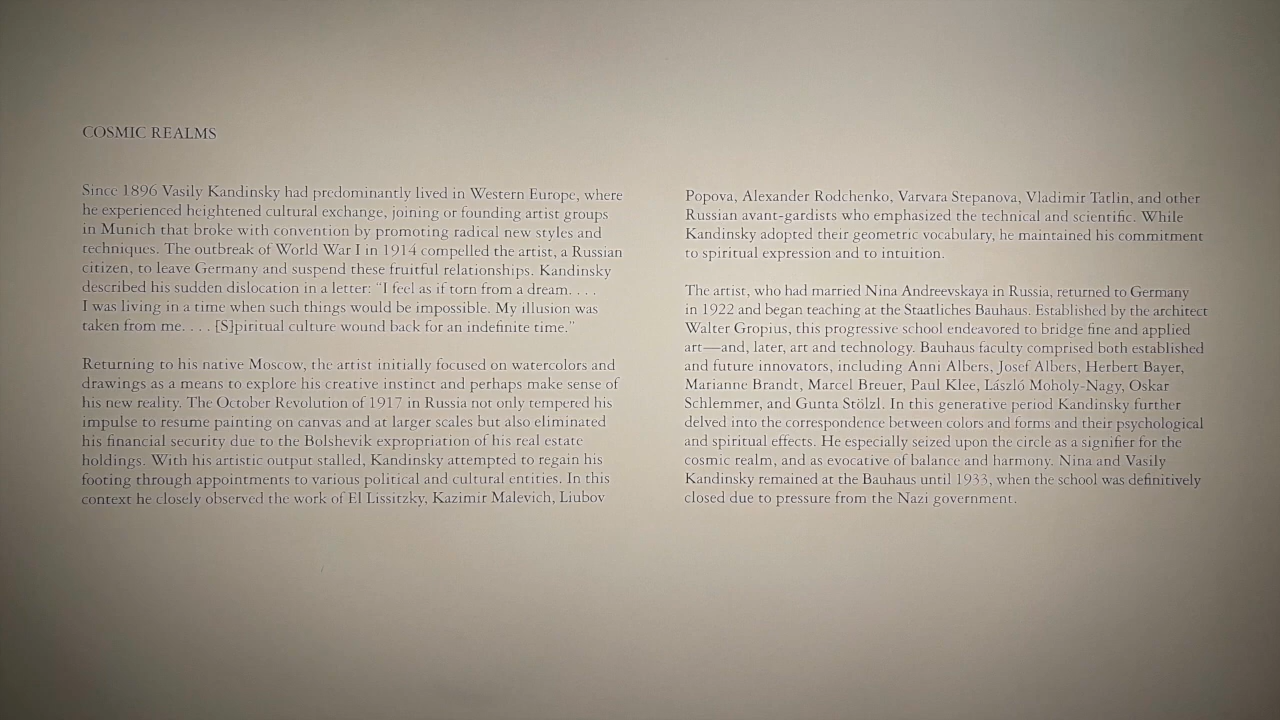 COSMIC REALMS
Since 1896 Vasily Kandinsky had predominantly lived in Western Europe, where
he experienced heightened cultural exchange, joining or founding artist groups
in Munich that broke with convention by promoting radical new styles and
techniques. The outbreak of World War I in 1914 compelled the artist, a Russian
citizen, to leave Germany and suspend these fruitful relationships. Kandinsky
described his sudden dislocation in a letter: “I feel as if torn from a dream. . . .
I was living in a time when such things would be impossible. My illusion was
taken from me. . . . [S]piritual culture wound back for an indefinite time.”
Returning to his native Moscow, the artist initially focused on watercolors and
drawings as a means to explore his creative instinct and perhaps make sense of
his new reality. The October Revolution of 1917 in Russia not only tempered his
impulse to resume painting on canvas and at larger scales but also eliminated
his financial security due to the Bolshevik expropriation of his real estate
holdings. With his artistic output stalled, Kandinsky attempted to regain his
footing through appointments to various political and cultural entities. In this
context he closely observed the work of El Lissitzky, Kazimir Malevich, Liubov
Popova, Alexander Rodchenko, Varvara Stepanova, Vladimir Tatlin, and other
Russian avant-gardists who emphasized the technical and scientific. While
Kandinsky adopted their geometric vocabulary, he maintained his commitment
to spiritual expression and to intuition.
The artist, who had married Nina Andreevskaya in Russia, returned to Germany
in 1922 and began teaching at the Staatliches Bauhaus. Established by the architect
Walter Gropius, this progressive school endeavored to bridge fine and applied
art—and, later, art and technology. Bauhaus faculty comprised both established
and future innovators, including Anni Albers, Josef Albers, Herbert Bayer,
Marianne Brandt, Marcel Breuer, Paul Klee, László Moholy-Nagy, Oskar
Schlemmer, and Gunta Stölzl. In this generative period Kandinsky further
delved into the correspondence between colors and forms and their psychological
and spiritual effects. He especially seized upon the circle as a signifier for the
cosmic realm, and as evocative of balance and harmony. Nina and Vasily
Kandinsky remained at the Bauhaus until 1933, when the school was definitively
closed due to pressure from the Nazi government.